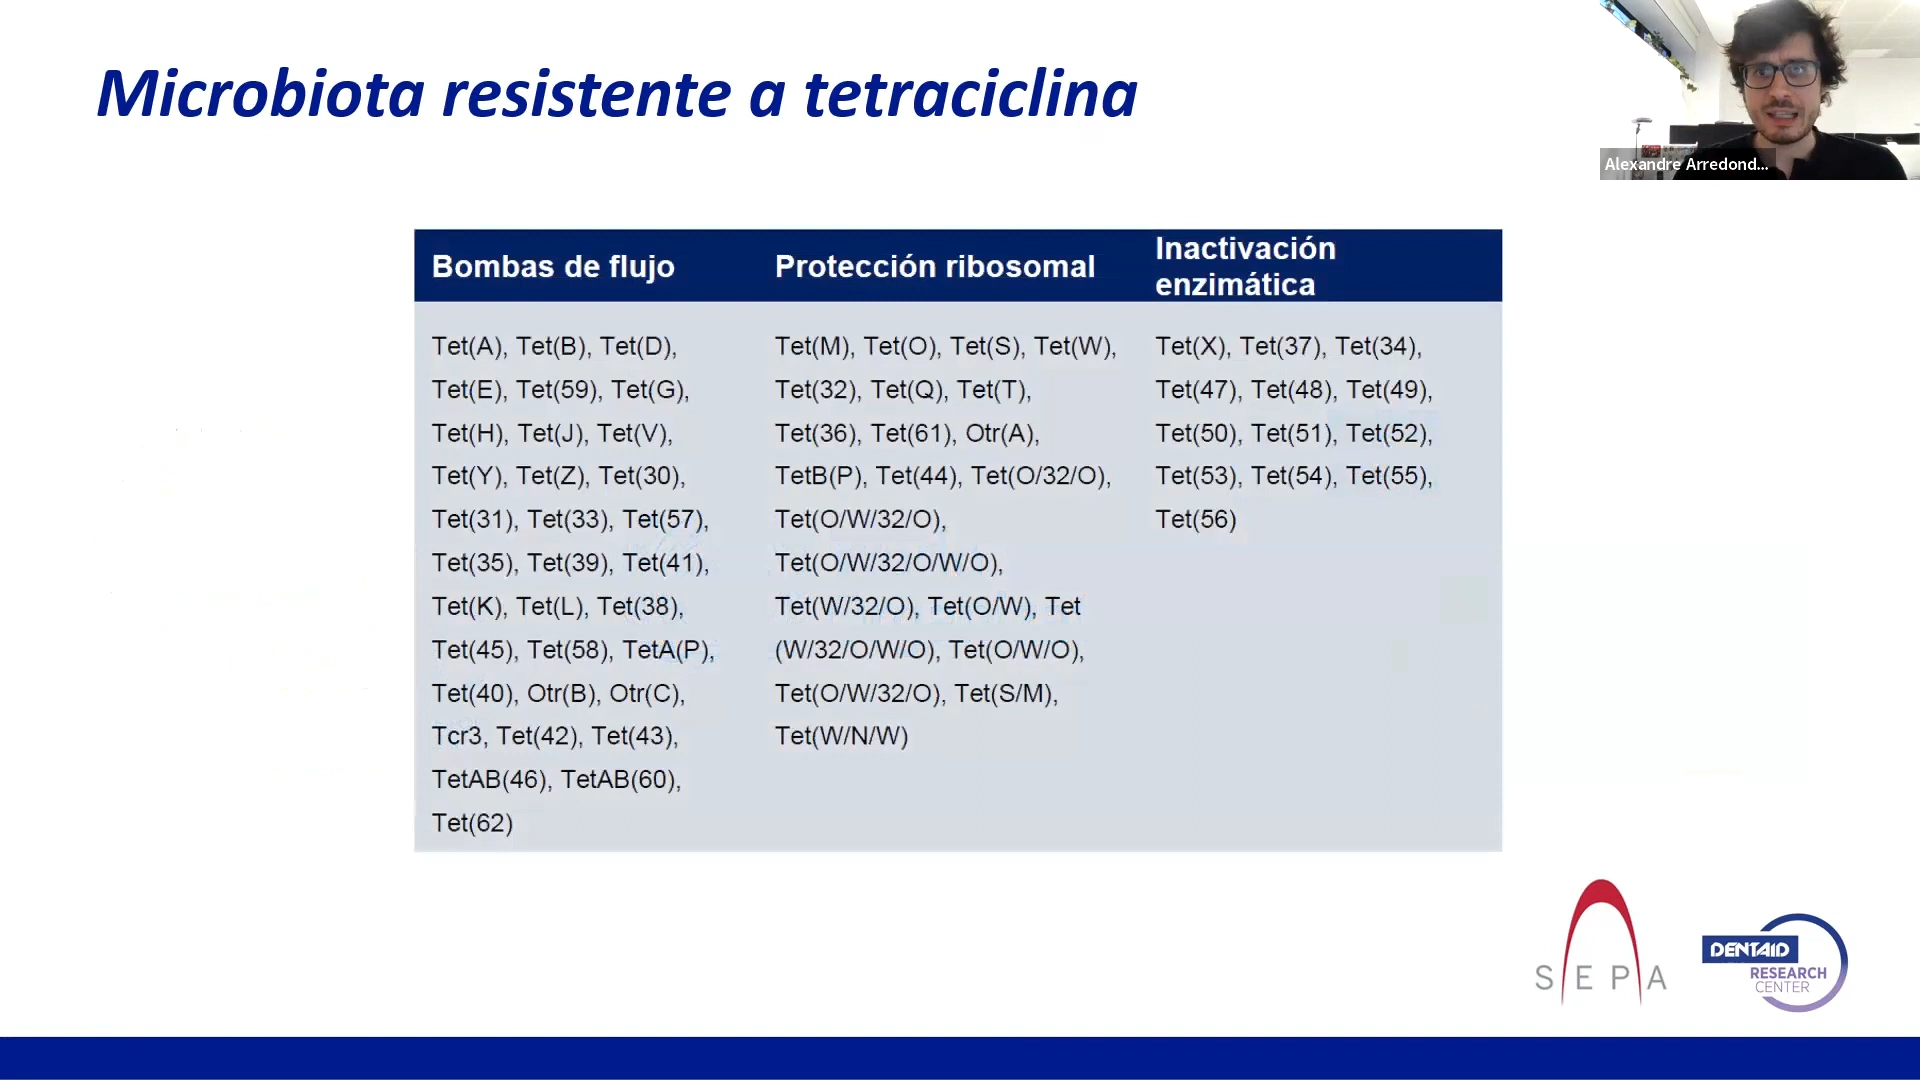 Microbiota resistente a tetraciclina
Alexandre Arredond...
Bombas de flujo
Protección ribosomal
Inactivación
enzimática
Tet(A), Tet(B), Tet(D),
Tet(E), Tet(59), Tet(G),
Tet(H), Tet(J), Tet(V),
Tet(Y), Tet(Z), Tet(30),
Tet(31), Tet(33), Tet(57),
Tet(35), Tet(39), Tet(41),
Tet(K), Tet(L), Tet(38),
Tet(45), Tet(58), TetA(P),
Tet(40), Otr(B), Otr(C),
Tcr3, Tet(42), Tet(43),
TetAB(46), TetAB(60),
Tet(62)
Tet(M), Tet(O), Tet(S), Tet(W),
Tet(32), Tet(Q), Tet(T),
Tet(36), Tet(61), Otr(A),
TetB(P), Tet(44), Tet(O/32/O),
Tet(O/W/32/O),
Tet(O/W/32/O/W/O),
Tet(W/32/O), Tet(O/W), Tet
(W/32/O/W/O), Tet(O/W/O),
Tet(O/W/32/O), Tet(S/M),
Tet(W/N/W)
Tet(X), Tet(37), Tet(34),
Tet(47), Tet(48), Tet(49),
Tet(50), Tet(51), Tet(52),
Tet(53), Tet(54), Tet(55),
Tet(56)
SEPA
DENTAID
RESEARCH
CENTER